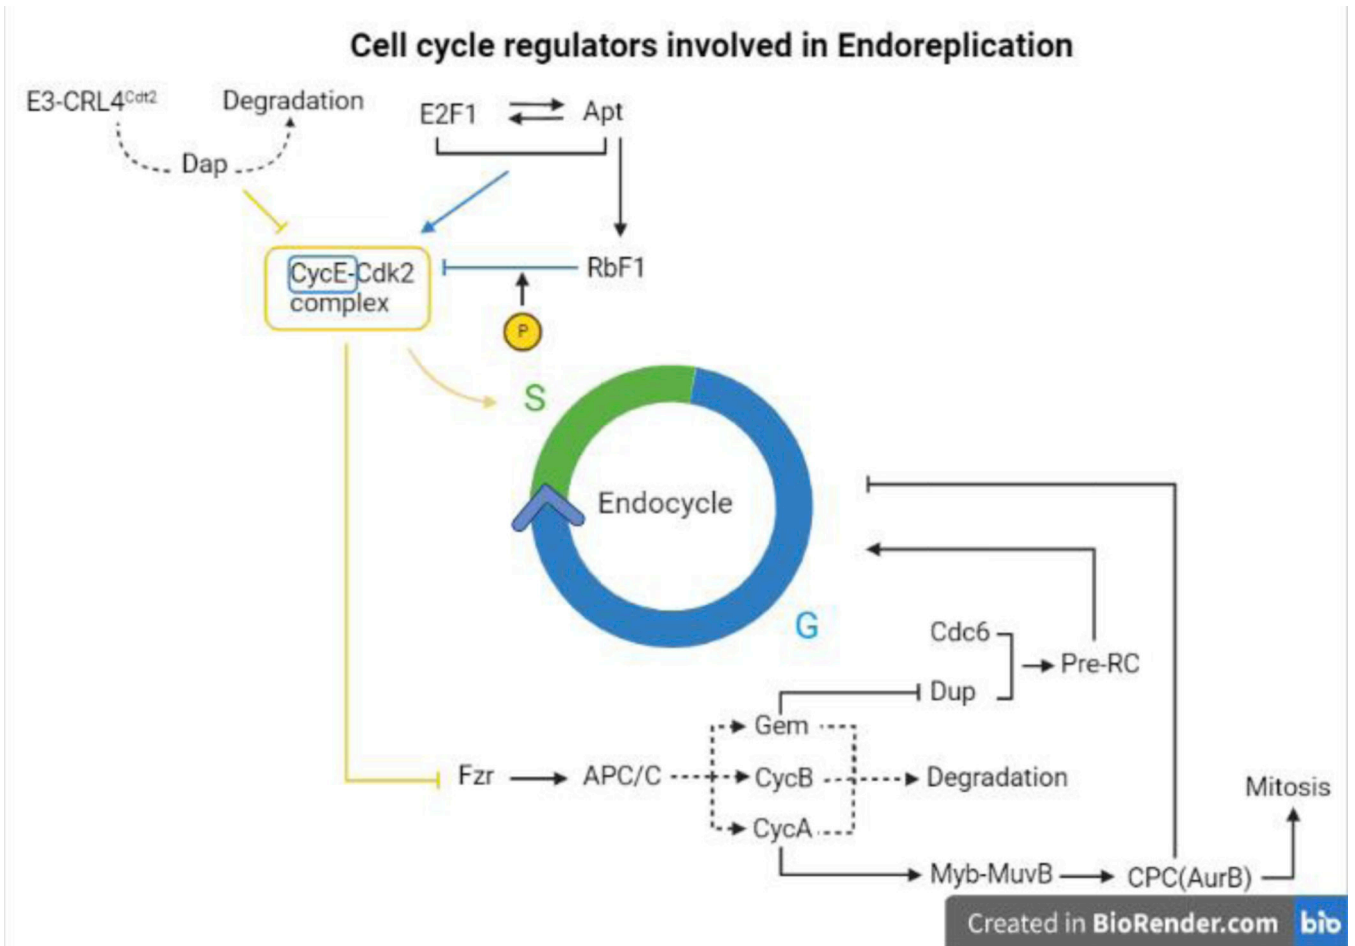 Cell cycle regulators involved in Endoreplication
E3-CRL4Cdt2
Degradation
E2F1
Apt
Dap
CycE-Cdk2
complex
RbF1
P
S
Endocycle
G
Cdc6
Pre-RC
Dup
Gem
Fzr
APC/C
CycB
Degradation
CycA
Mitosis
Myb-MuvB
CPC(AurB)
Created in BioRender.com bio